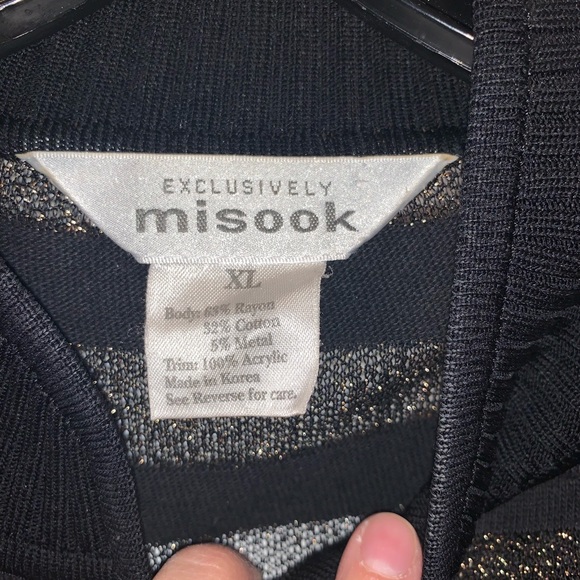 EXCLUSIVELY
misook
XL
Body: 63% Rayon
32% Cotton
5% Metal
Trim: 100% Acrylic
Made in Korea
See Reverse for care.